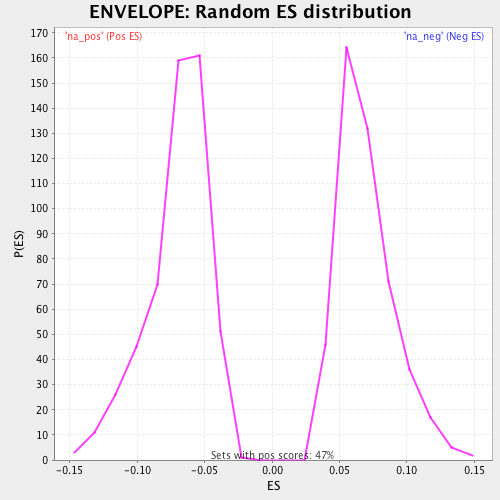 ENVELOPE: Random ES distribution
'na_pos' (Pos ES)
'na_neg' (Neg ES)
170
160
150
140
130
120
110
100
90
80
70
60
50
40
30
20
10
0
P(ES)
Sets with pos scores: 47%
-0.15 -0.10 -0.05 0.00 0.05 0.10 0.15
ES